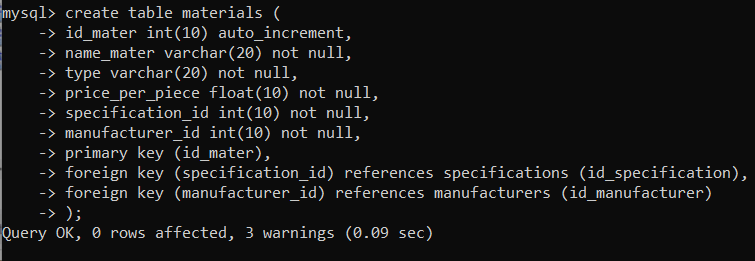 mysql> create table materials (
    -> id_mater int(10) auto_increment,
    -> name_mater varchar(20) not null,
    -> type varchar(20) not null,
    -> price_per_piece float(10) not null,
    -> specification_id int(10) not null,
    -> manufacturer_id int(10) not null,
    -> primary key (id_mater),
    -> foreign key (specification_id) references specifications (id_specification),
    -> foreign key (manufacturer_id) references manufacturers (id_manufacturer)
    -> );
Query OK, 0 rows affected, 3 warnings (0.09 sec)